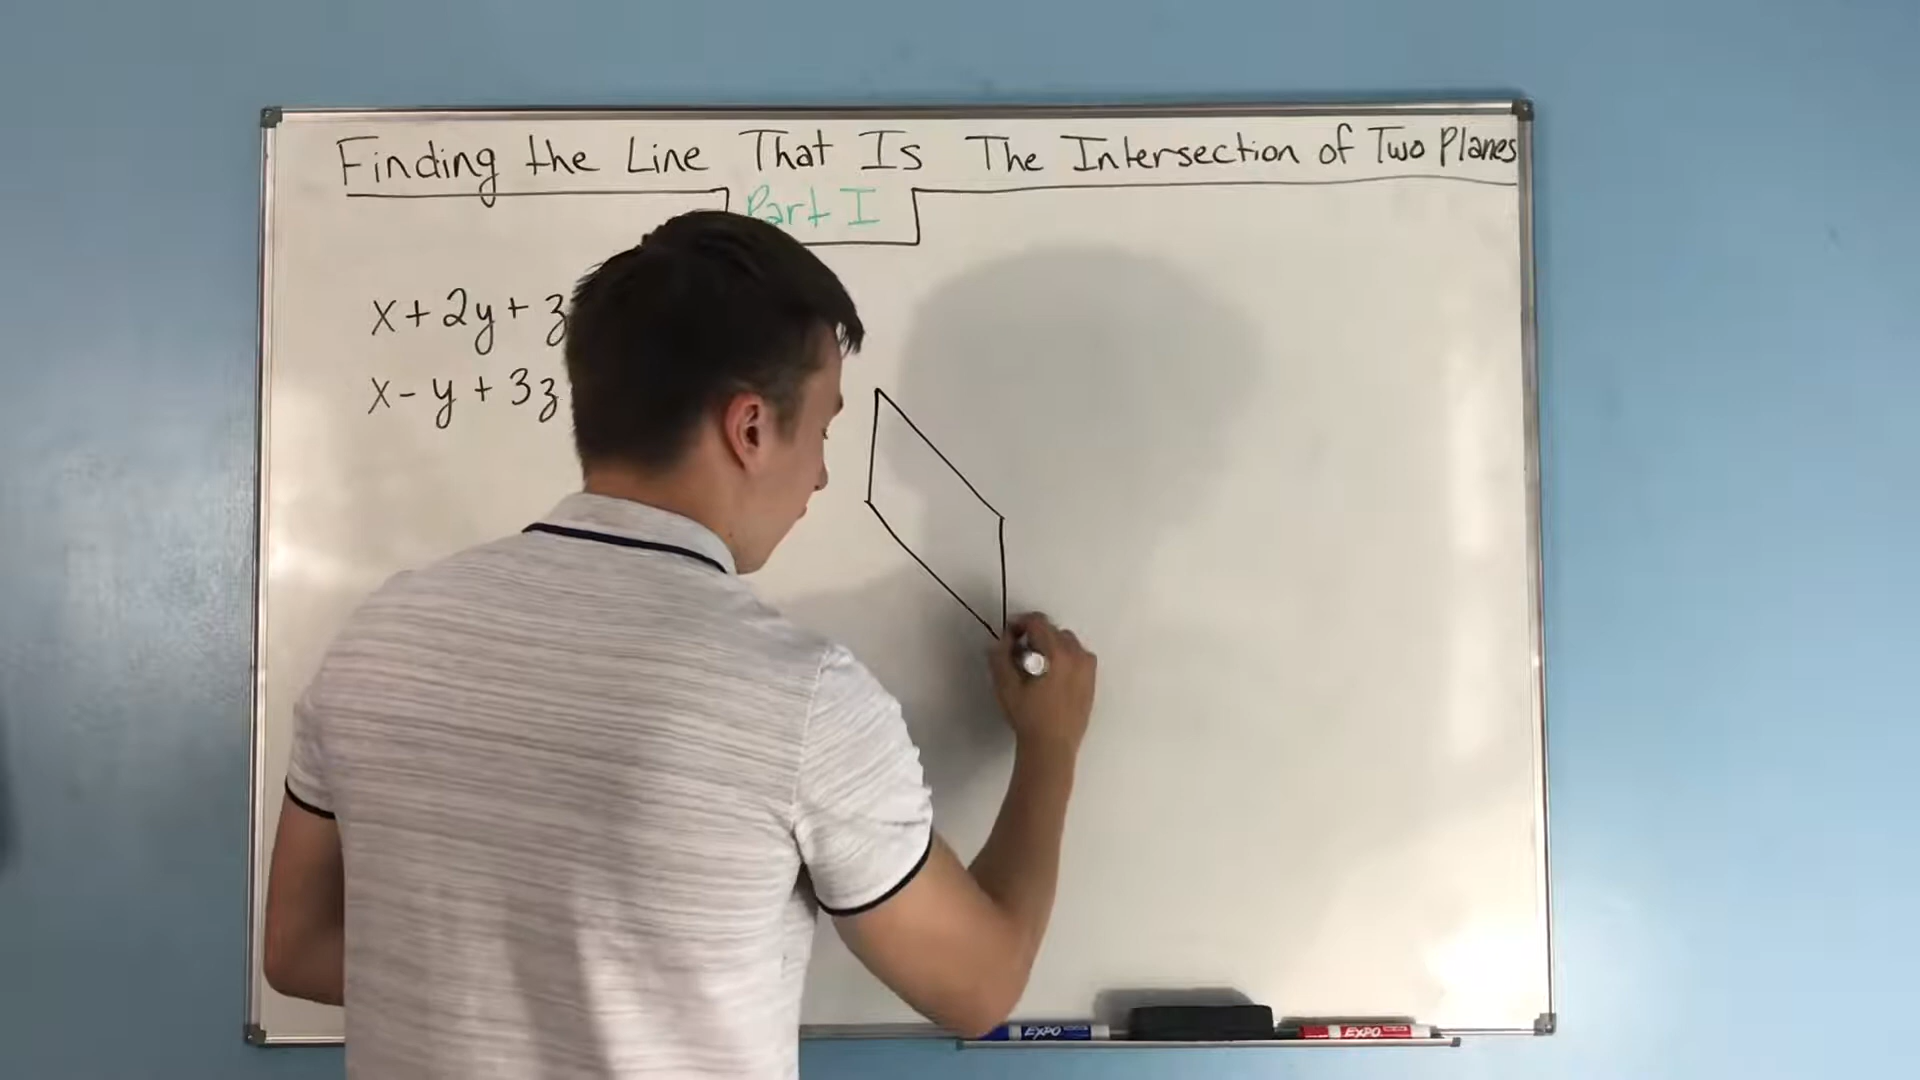 Finding the Line That Is The Intersection of Two Planes
Part I
x + 2y + z
x - y + 3z
EXPO
EXPO